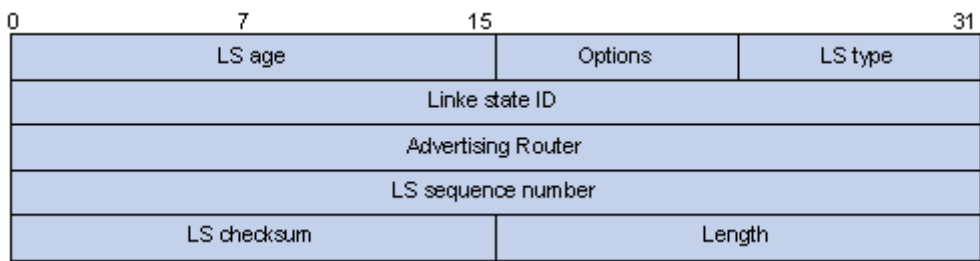 0 7 15 31
LS age Options LS type
Linke state ID
Advertising Router
LS sequence number
LS checksum Length